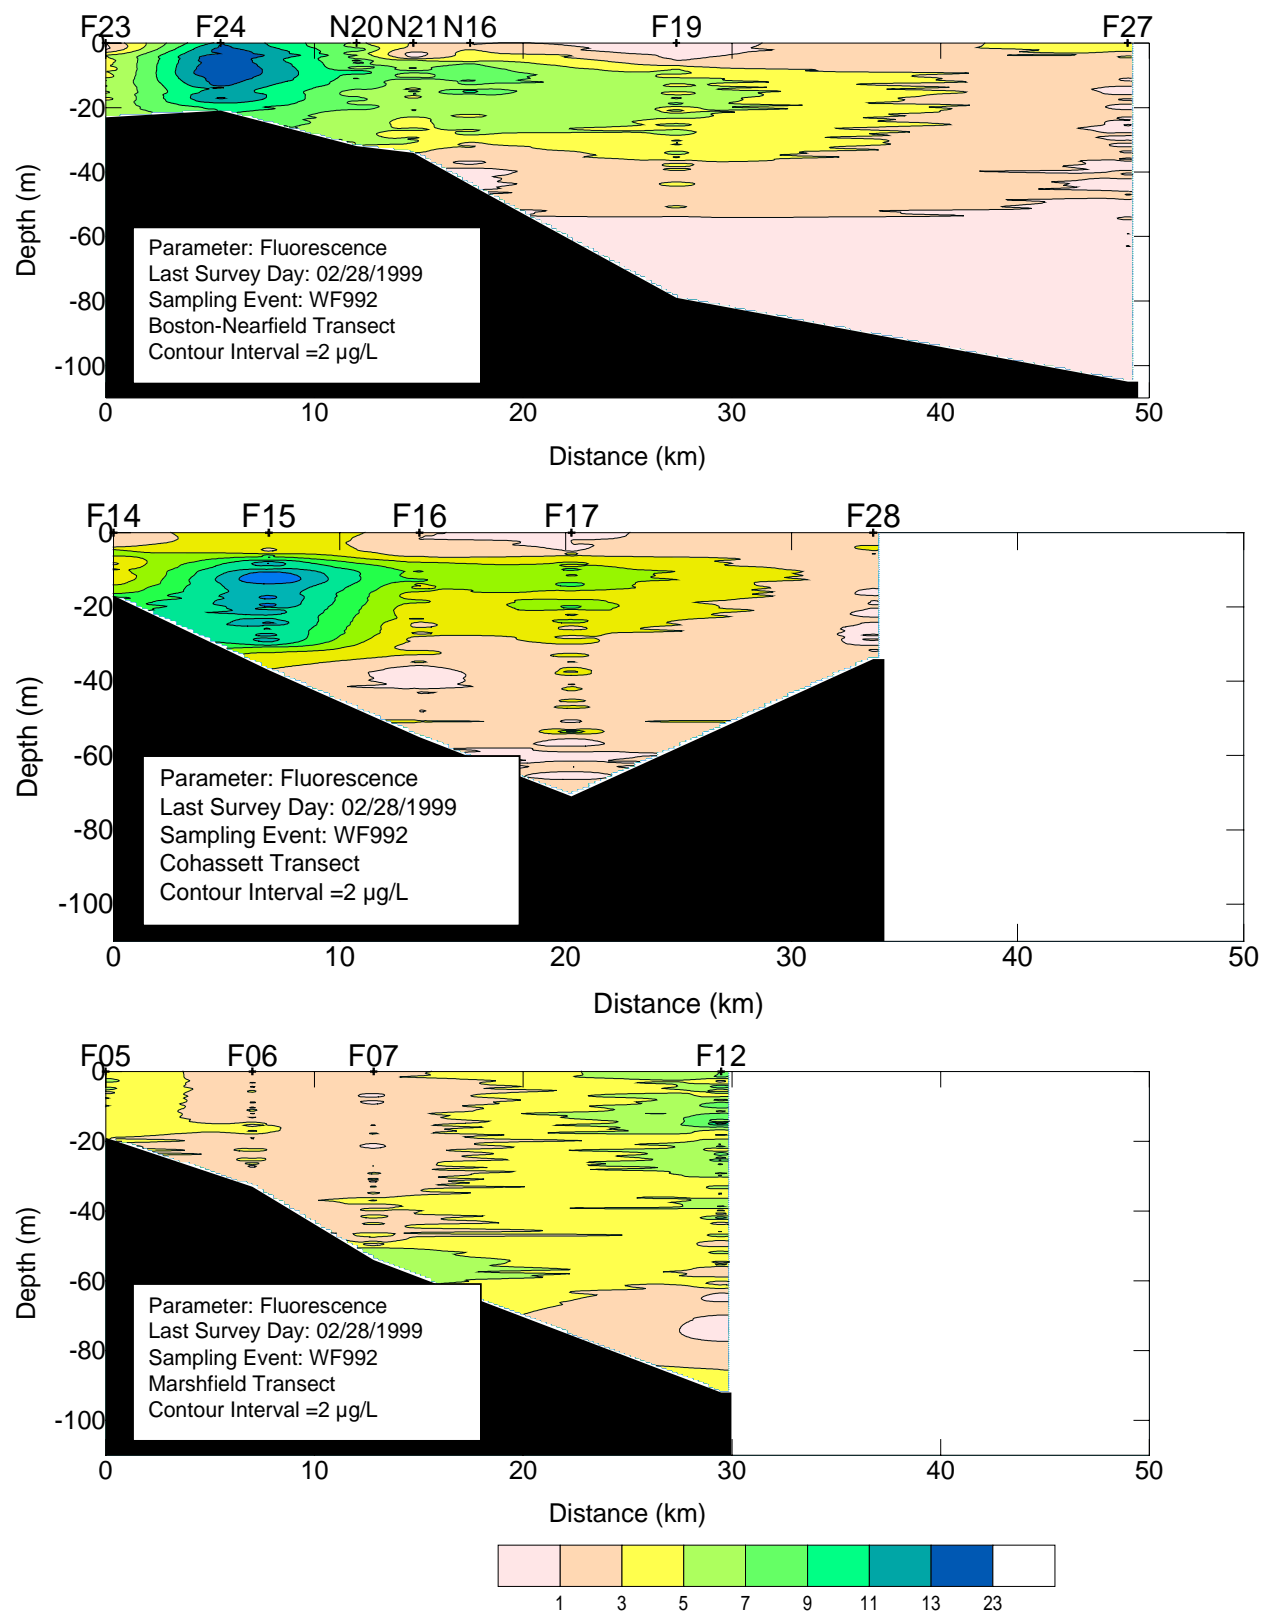 F23 F24 N20 N21 N16 F19 F27
0
-20
-40
-60
-80
-100
Depth (m)
Parameter: Fluorescence
Last Survey Day: 02/28/1999
Sampling Event: WF992
Boston-Nearfield Transect
Contour Interval =2 µg/L
0 10 20 30 40 50
Distance (km)
F14 F15 F16 F17 F28
0
-20
-40
-60
-80
-100
Depth (m)
Parameter: Fluorescence
Last Survey Day: 02/28/1999
Sampling Event: WF992
Cohassett Transect
Contour Interval =2 µg/L
0 10 20 30 40 50
Distance (km)
F05 F06 F07 F12
0
-20
-40
-60
-80
-100
Depth (m)
Parameter: Fluorescence
Last Survey Day: 02/28/1999
Sampling Event: WF992
Marshfield Transect
Contour Interval =2 µg/L
0 10 20 30 40 50
Distance (km)
1 3 5 7 9 11 13 23